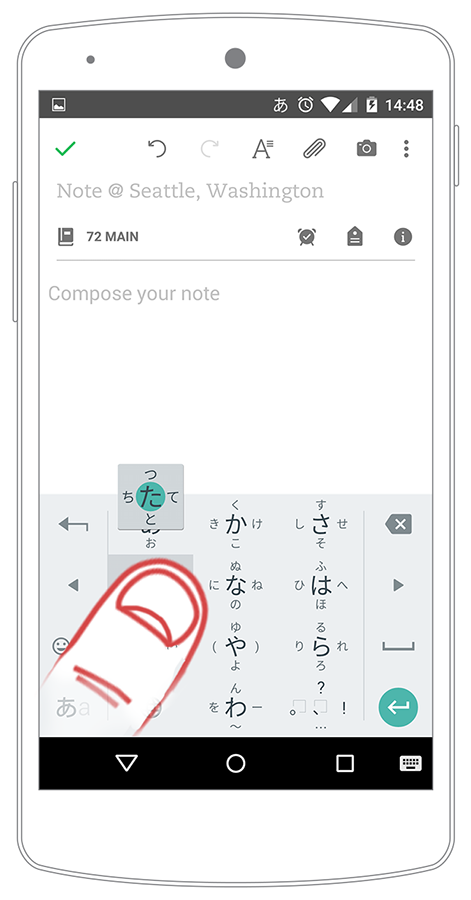 あ 14:48
A
Note @ Seattle, Washington
72 MAIN
Compose your note
つ
ち た て
と
お
く す
き か け し さ せ
こ そ
ぬ ふ
に な ね ひ は へ
の ほ
ゆ る
( や ) り ら れ
よ ろ
ん ?
あa を わ ー 。 、 !
〜 …